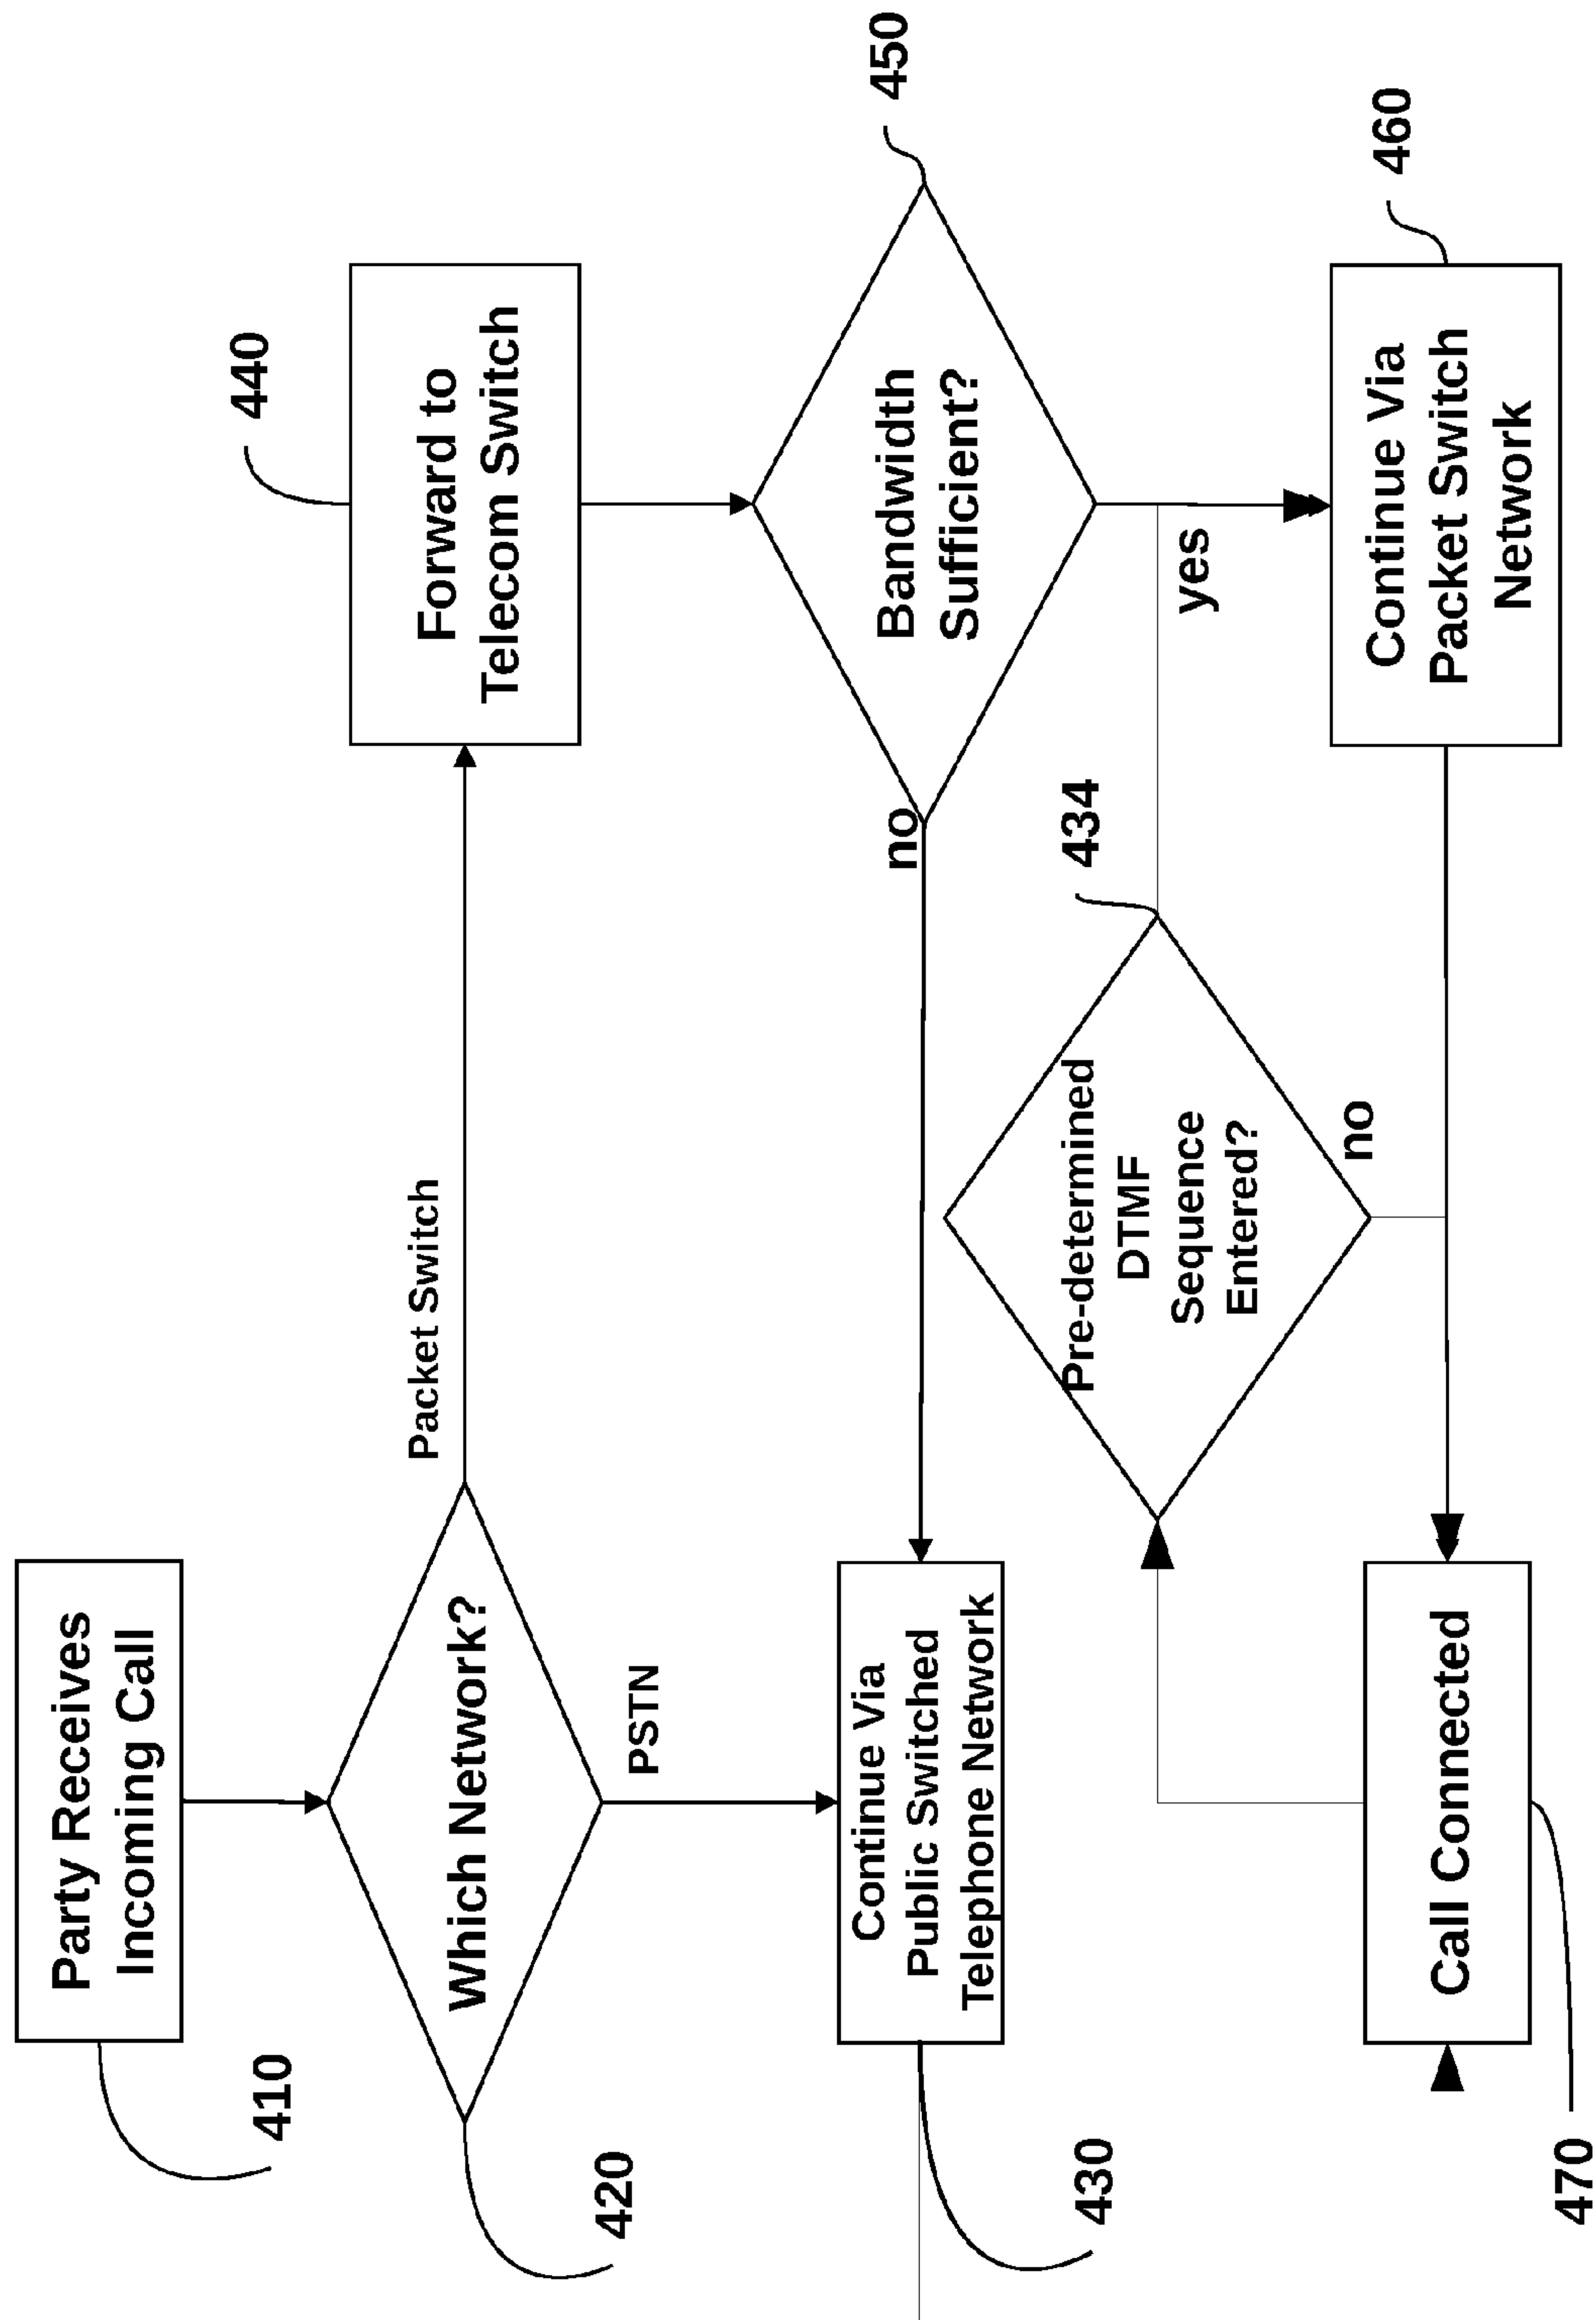 Party Receives
Incoming Call
410
Which Network?
420
Packet Switch
PSTN
Forward to
Telecom Switch
440
Bandwidth
Sufficient?
450
no
yes
Continue Via
Public Switched
Telephone Network
430
Pre-determined
DTMF
Sequence
Entered?
434
no
Continue Via
Packet Switch
Network
460
Call Connected
470